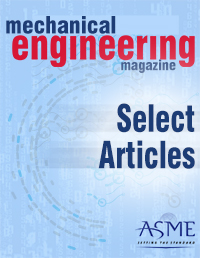 mechanical
engineering
magazine
Select
Articles
ASME
SETTING THE STANDARD